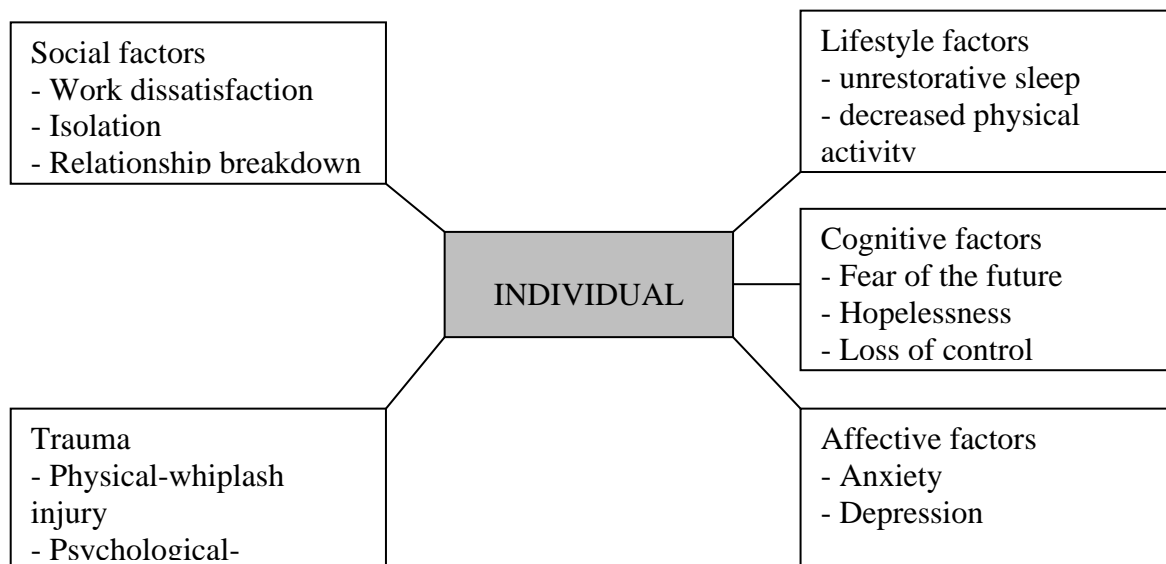 Social factors
- Work dissatisfaction
- Isolation
- Relationship breakdown
Lifestyle factors
- unrestorative sleep
- decreased physical
activity
Cognitive factors
- Fear of the future
- Hopelessness
- Loss of control
INDIVIDUAL
Trauma
- Physical-whiplash
injury
- Psychological-
Affective factors
- Anxiety
- Depression